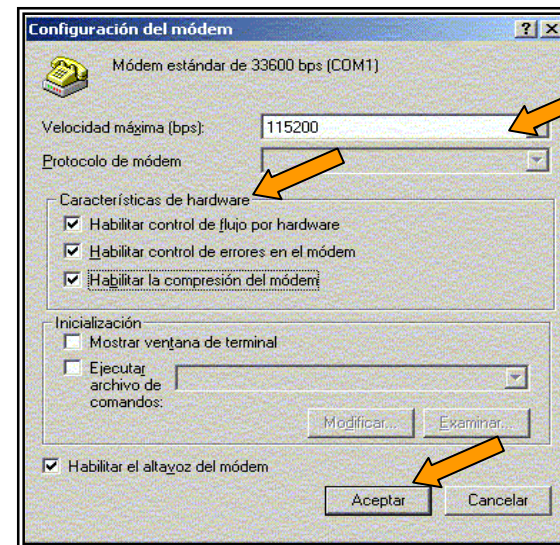 Configuración del módem
Módem estándar de 33600 bps (COM1)
Velocidad máxima (bps): 115200
Protocolo de módem
Características de hardware
Habilitar control de flujo por hardware
Habilitar control de errores en el módem
Habilitar la compresión del módem
Inicialización
Mostrar ventana de terminal
Ejecutar
archivo de
comandos:
Modificar... Examinar...
Habilitar el altavoz del módem
Aceptar Cancelar